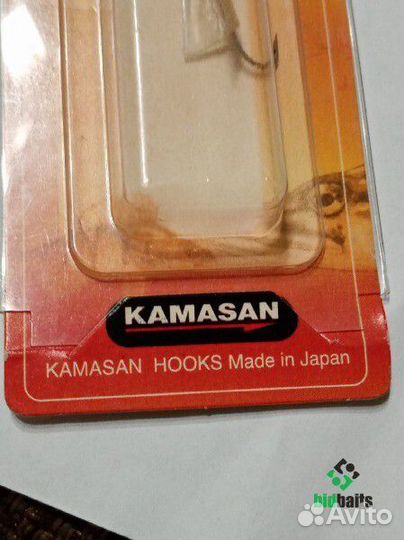 KAMASAN
KAMASAN HOOKS Made in Japan
bidbaits
Avito